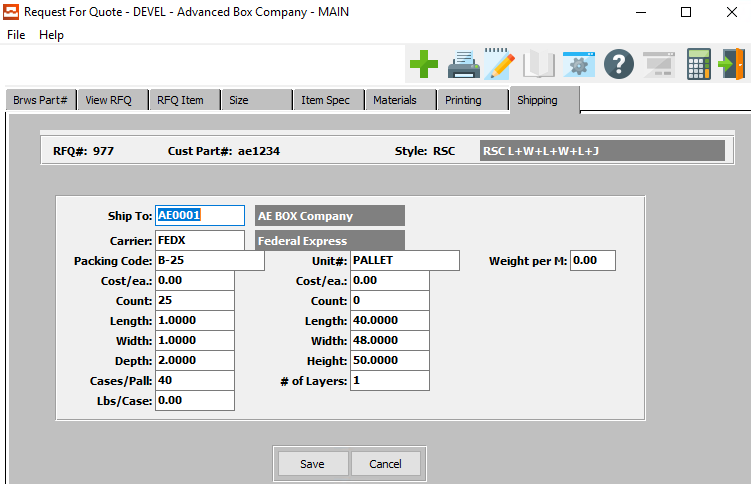 Request For Quote - DEVEL - Advanced Box Company - MAIN
File Help
Brws Part# View RFQ RFQ Item Size Item Spec Materials Printing Shipping
RFQ#: 977 Cust Part#: ae1234 Style: RSC RSC L+W+L+W+L+J
Ship To: AE0001 AE BOX Company
Carrier: FEDX Federal Express
Packing Code: B-25 Unit#: PALLET Weight per M: 0.00
Cost/ea.: 0.00 Cost/ea.: 0.00
Count: 25 Count: 0
Length: 1.0000 Length: 40.0000
Width: 1.0000 Width: 48.0000
Depth: 2.0000 Height: 50.0000
Cases/Pall: 40 # of Layers: 1
Lbs/Case: 0.00
Save Cancel